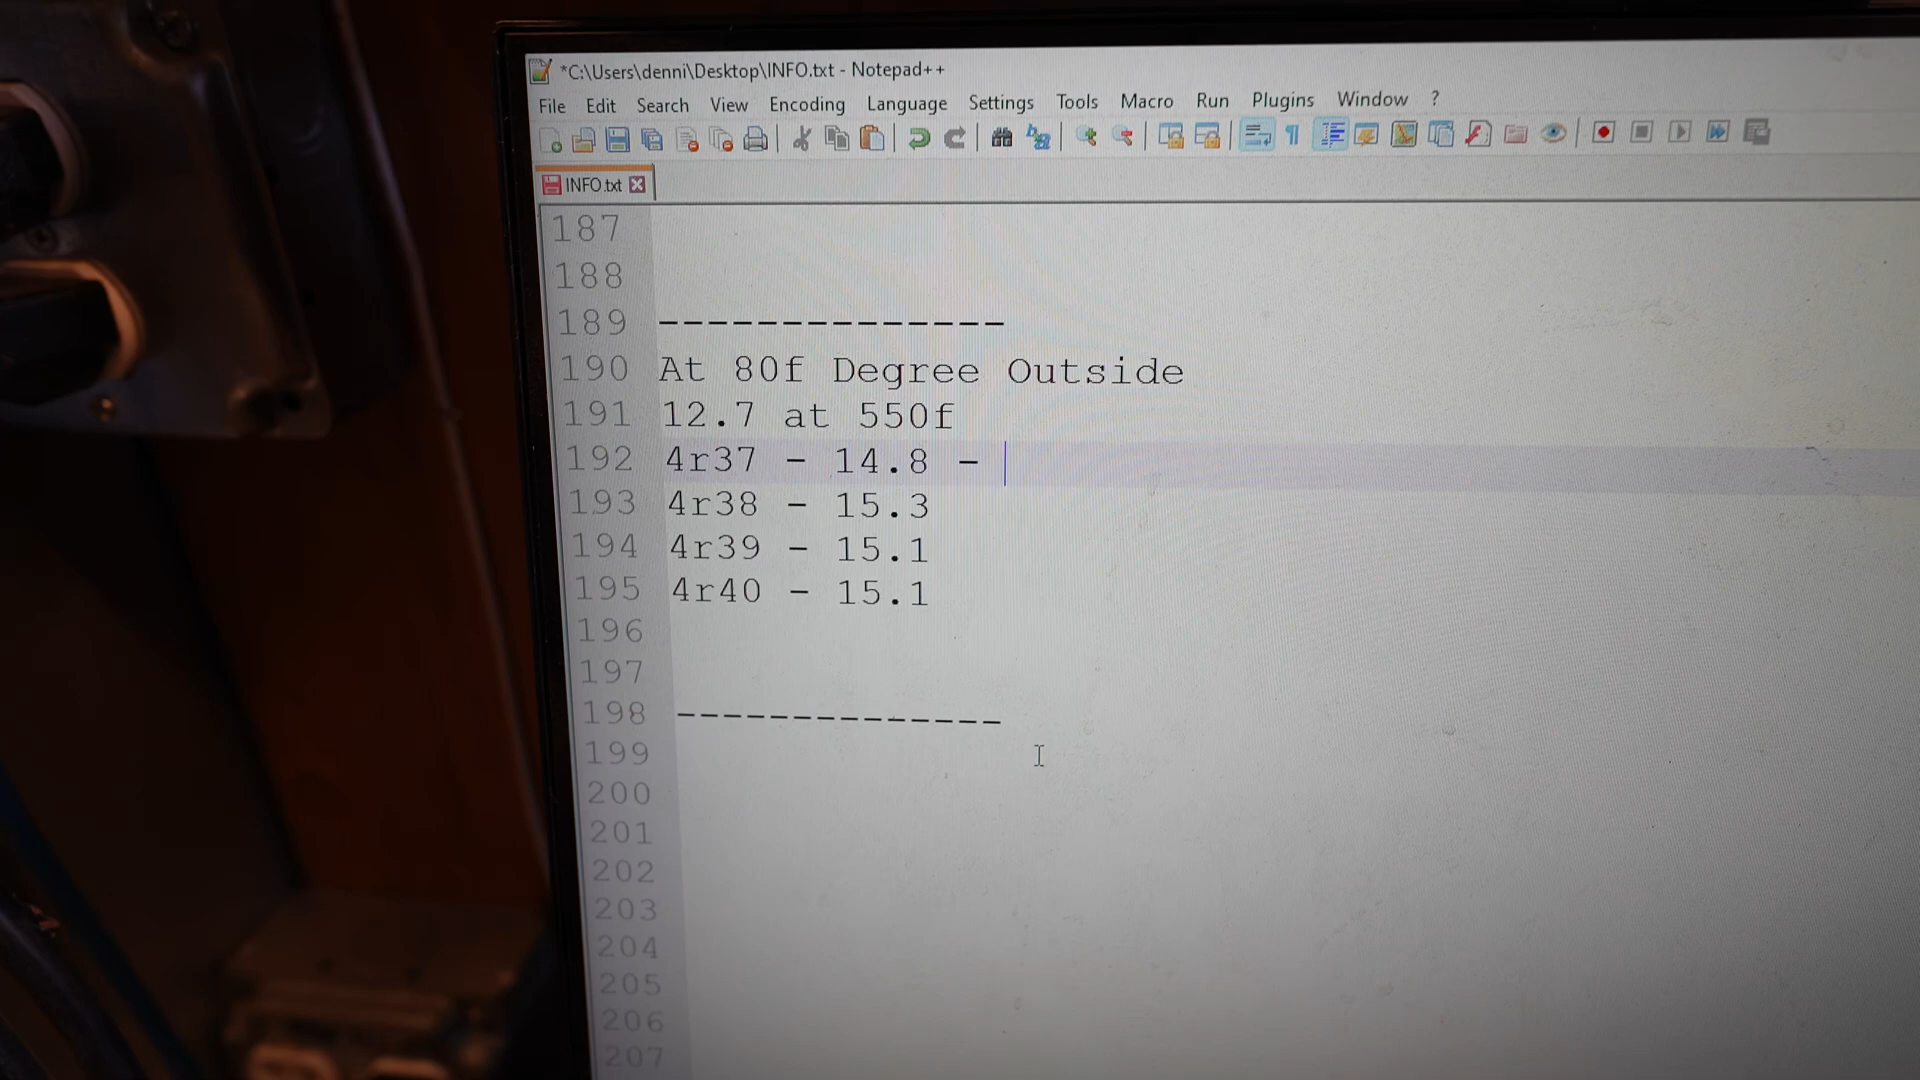 *C:\Users\denni\Desktop\INFO.txt - Notepad++
File Edit Search View Encoding Language Settings Tools Macro Run Plugins Window ?
INFO.txt
187
188
189 --------------
190 At 80f Degree Outside
191 12.7 at 550f
192 4r37 - 14.8 -
193 4r38 - 15.3
194 4r39 - 15.1
195 4r40 - 15.1
196
197
198 --------------
199
200
201
202
203
204
205
206
207